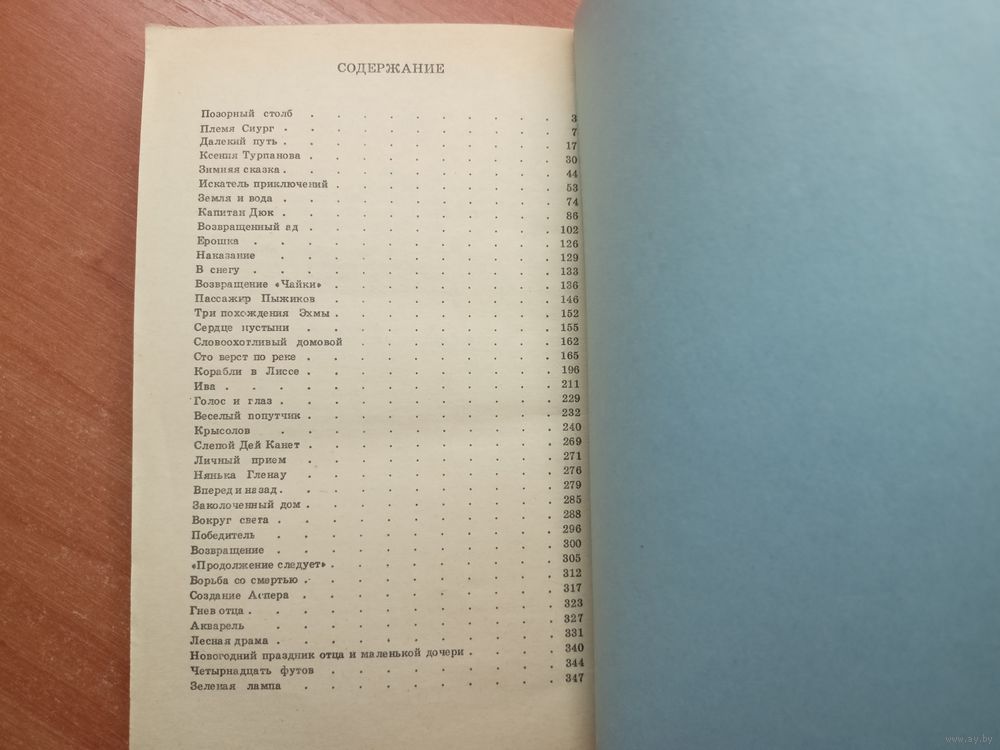 СОДЕРЖАНИЕ
Позорный столб . . . . . . . . . . 3
Племя Сиург . . . . . . . . . . . 7
Далекий путь . . . . . . . . . . . 17
Ксения Турпанова . . . . . . . . . . 30
Зимняя сказка . . . . . . . . . . . 44
Искатель приключений . . . . . . . . . 53
Земля и вода . . . . . . . . . . . 74
Капитан Дюк . . . . . . . . . . . 86
Возвращенный ад . . . . . . . . . . 102
Ерошка . . . . . . . . . . . . 126
Наказание . . . . . . . . . . . 129
В снегу . . . . . . . . . . . . 133
Возвращение «Чайки» . . . . . . . . . 136
Пассажир Пыжиков . . . . . . . . . 146
Три похождения Эхмы . . . . . . . . . 152
Сердце пустыни . . . . . . . . . . 155
Словоохотливый домовой . . . . . . . . 162
Сто верст по реке . . . . . . . . . . 165
Корабли в Лиссе . . . . . . . . . . 196
Ива . . . . . . . . . . . . . 211
Голос и глаз . . . . . . . . . . . 229
Веселый попутчик . . . . . . . . . . 232
Крысолов . . . . . . . . . . . 240
Слепой Дей Канет . . . . . . . . . . 269
Личный прием . . . . . . . . . . 271
Нянька Гленау . . . . . . . . . . 276
Вперед и назад . . . . . . . . . . . 279
Заколоченный дом . . . . . . . . . . 285
Вокруг света . . . . . . . . . . . 288
Победитель . . . . . . . . . . . 296
Возвращение . . . . . . . . . . . 300
«Продолжение следует» . . . . . . . . . 305
Борьба со смертью . . . . . . . . . . 312
Создание Аспера . . . . . . . . . . 317
Гнев отца . . . . . . . . . . . . 323
Акварель . . . . . . . . . . . 327
Лесная драма . . . . . . . . . . . 331
Новогодний праздник отца и маленькой дочери . . . . 340
Четырнадцать футов . . . . . . . . . 344
Зеленая лампа . . . . . . . . . . 347
www.ay.by